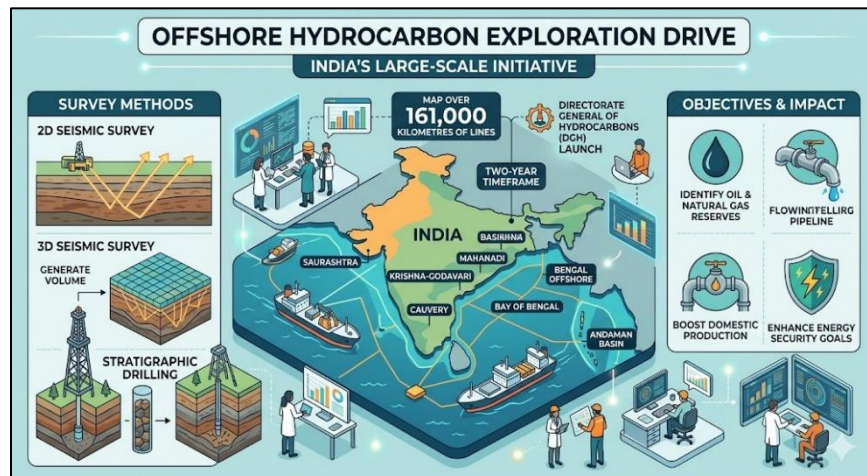 OFFSHORE HYDROCARBON EXPLORATION DRIVE
INDIA'S LARGE-SCALE INITIATIVE
SURVEY METHODS
2D SEISMIC SURVEY
3D SEISMIC SURVEY
GENERATE
VOLUME
STRATIGRAPHIC
DRILLING
MAP OVER
161,000
KILOMETRES OF LINES
DIRECTORATE
GENERAL OF
HYDROCARBONS
(DGH)
LAUNCH
TWO-YEAR
TIMEFRAME
INDIA
BASIKHNA
SAURASHTRA
MAHANADI
KRISHNA-GODAVARI
BENGAL
OFFSHORE
CAUVERY
BAY OF BENGAL
ANDAMAN
BASIN
OBJECTIVES & IMPACT
IDENTIFY OIL &
NATURAL GAS
RESERVES
FLOWINTELLING
PIPELINE
BOOST DOMESTIC
PRODUCTION
ENHANCE ENERGY
SECURITY GOALS